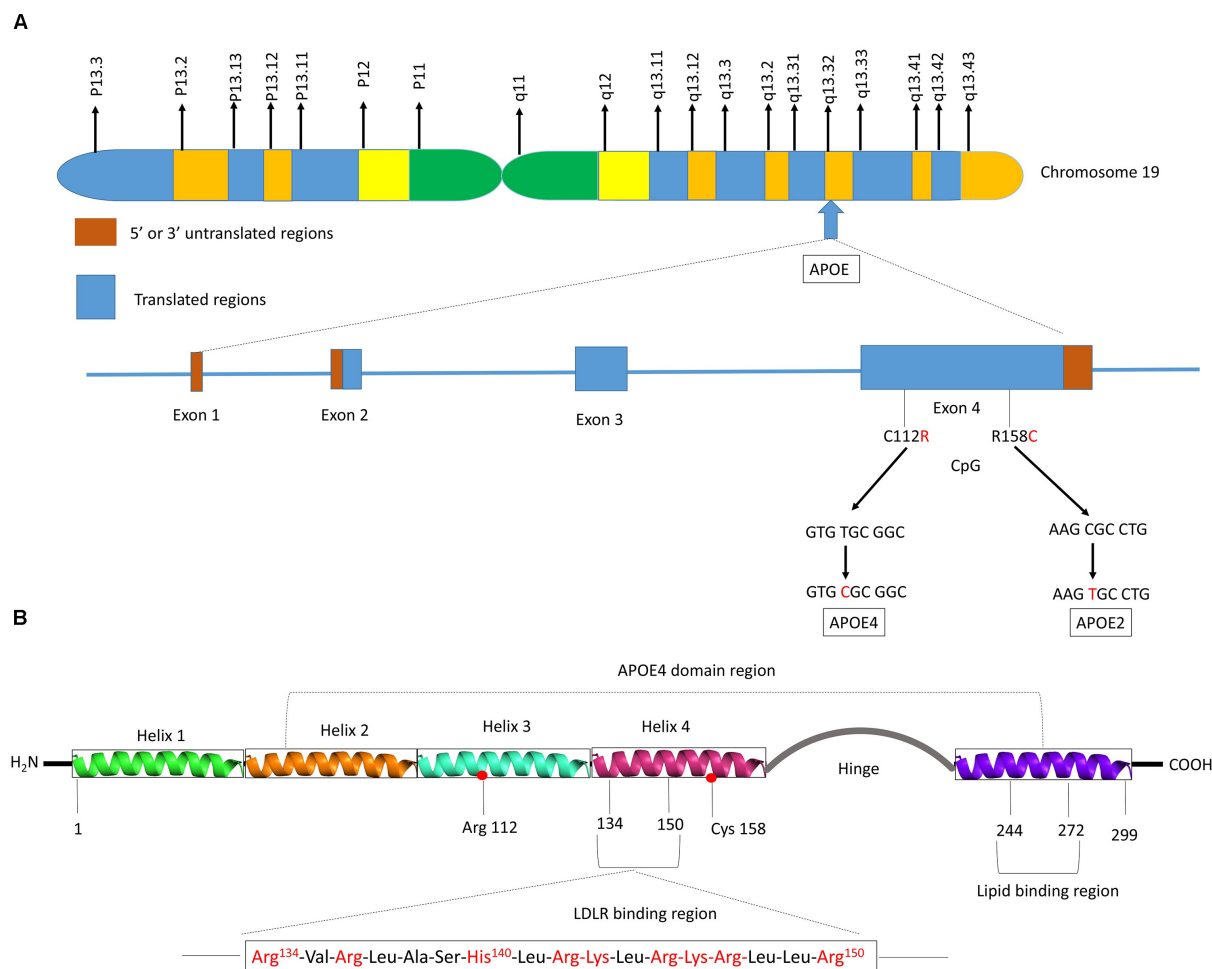 A
P13.3
P13.2
P13.13
P13.12
P13.11
P12
P11
q11
q12
q13.11
q13.12
q13.3
q13.2
q13.31
q13.32
q13.33
q13.41
q13.42
q13.43
Chromosome 19
5’ or 3’ untranslated regions
APOE
Translated regions
Exon 1
Exon 2
Exon 3
Exon 4
C112R
R158C
CpG
GTG TGC GGC
AAG CGC CTG
GTG CGC GGC
AAG TGC CTG
APOE4
APOE2
B
APOE4 domain region
Helix 1
Helix 2
Helix 3
Helix 4
H₂N
Hinge
COOH
1
Arg 112
134
150
Cys 158
244
272
299
Lipid binding region
LDLR binding region
Arg¹³⁴-Val-Arg-Leu-Ala-Ser-His¹⁴⁰-Leu-Arg-Lys-Leu-Arg-Lys-Arg-Leu-Leu-Arg¹⁵⁰